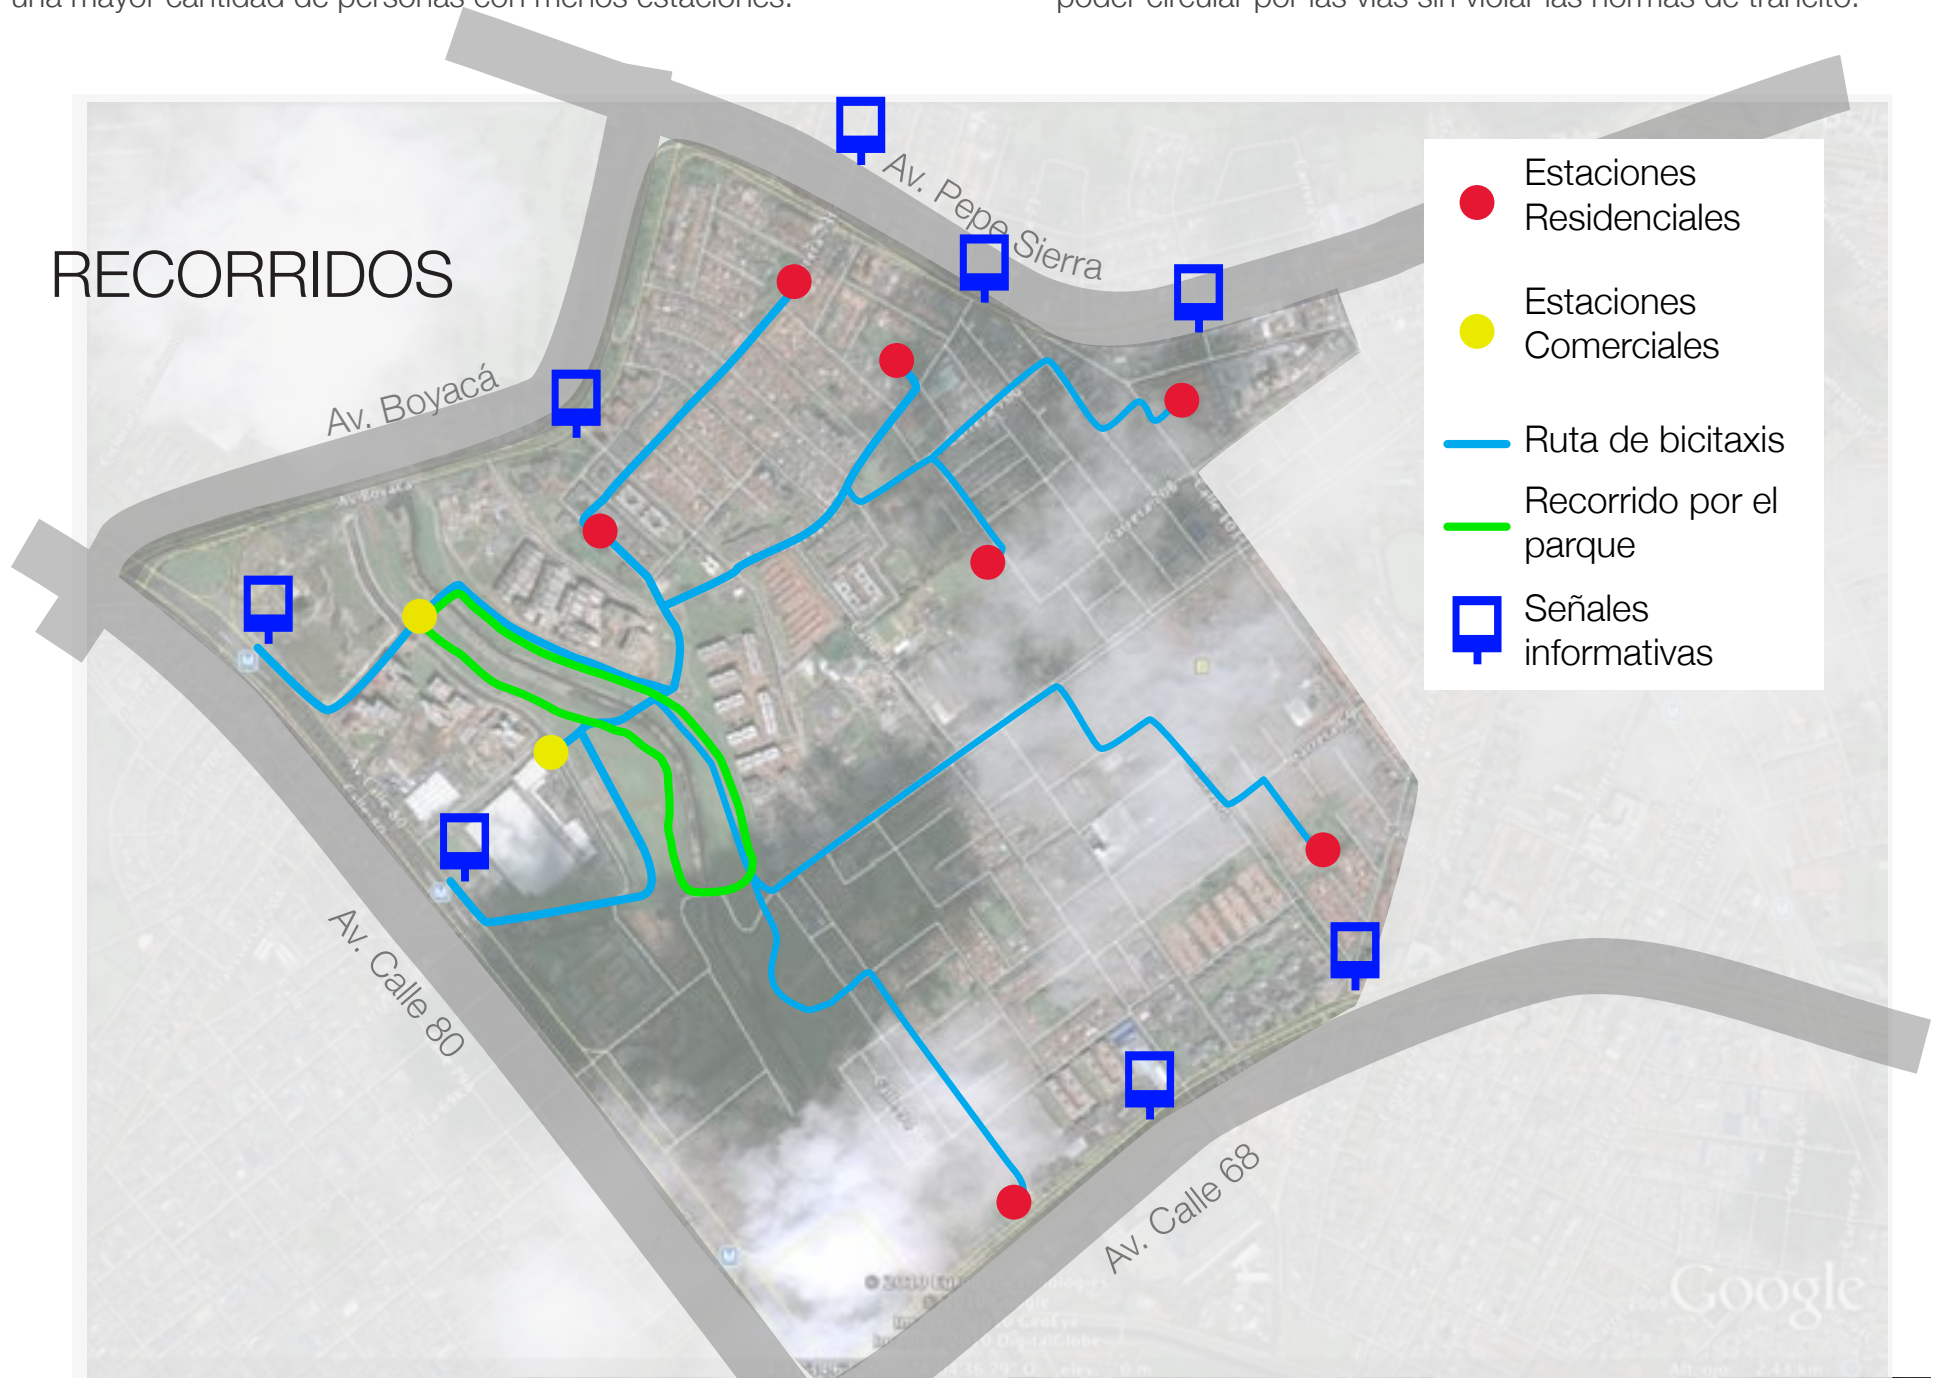 una mayor cantidad de personas con menos estaciones.
poder circular por las vías sin violar las normas de tránsito.
RECORRIDOS
Av. Pepe Sierra
Av. Boyacá
Av. Boyacá
Estaciones
Residenciales
Estaciones
Comerciales
Ruta de bicitaxis
Recorrido por el
parque
Señales
informativas
Av. Calle 80
Av. Calle 68
Google